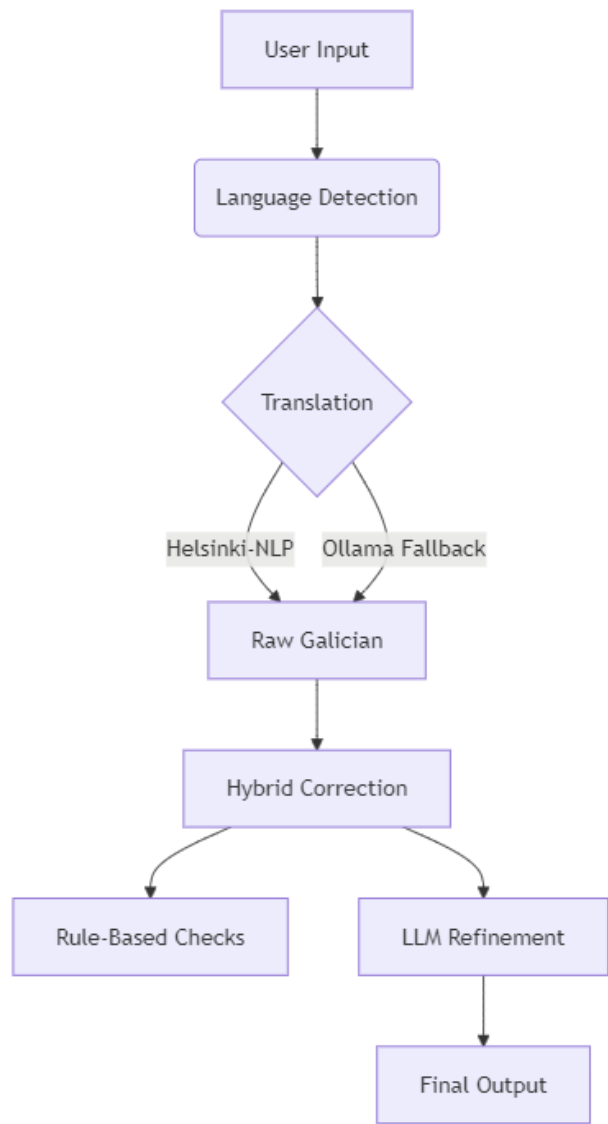 User Input
Language Detection
Translation
Helsinki-NLP
Ollama Fallback
Raw Galician
Hybrid Correction
Rule-Based Checks
LLM Refinement
Final Output